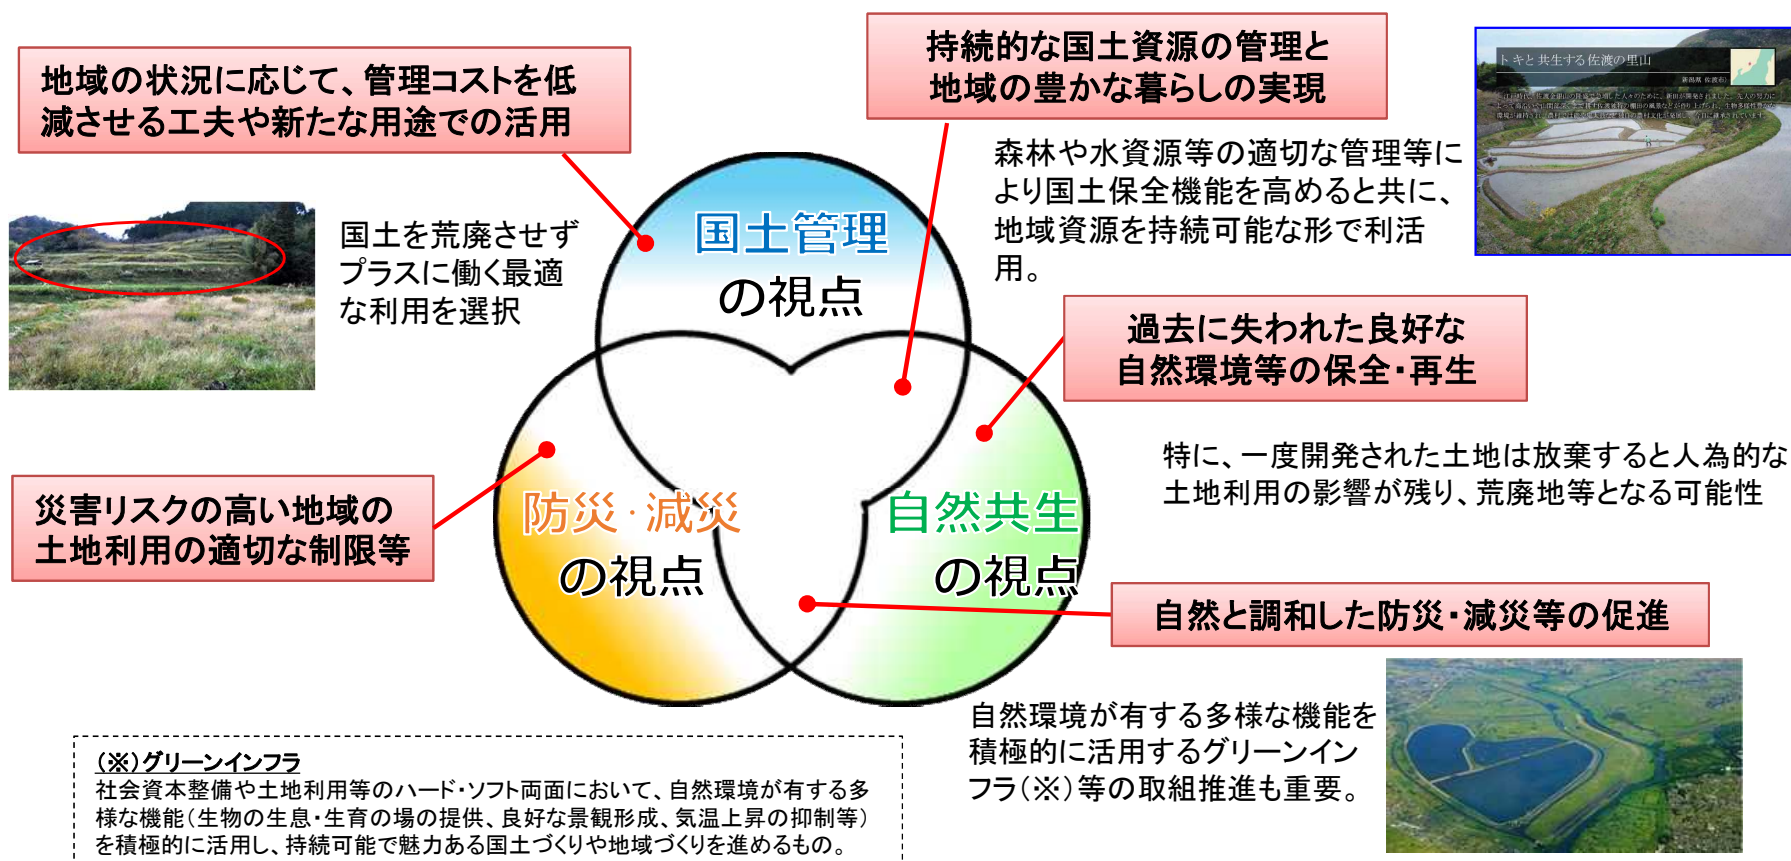 地域の状況に応じて、管理コストを低
減させる工夫や新たな用途での活用
持続的な国土資源の管理と
地域の豊かな暮らしの実現
トキと共生する佐渡の里山
新潟県 佐渡市
国土を荒廃させず
プラスに働く最適
な利用を選択
森林や水資源等の適切な管理等に
より国土保全機能を高めると共に、
地域資源を持続可能な形で利活
用。
国土管理
の視点
過去に失われた良好な
自然環境等の保全・再生
特に、一度開発された土地は放棄すると人為的な
土地利用の影響が残り、荒廃地等となる可能性
災害リスクの高い地域の
土地利用の適切な制限等
防災・減災
の視点
自然共生
の視点
自然と調和した防災・減災等の促進
自然環境が有する多様な機能を
積極的に活用するグリーンイン
フラ(※)等の取組推進も重要。
(※)グリーンインフラ
社会資本整備や土地利用等のハード・ソフト両面において、自然環境が有する多
様な機能(生物の生息・生育の場の提供、良好な景観形成、気温上昇の抑制等)
を積極的に活用し、持続可能で魅力ある国土づくりや地域づくりを進めるもの。